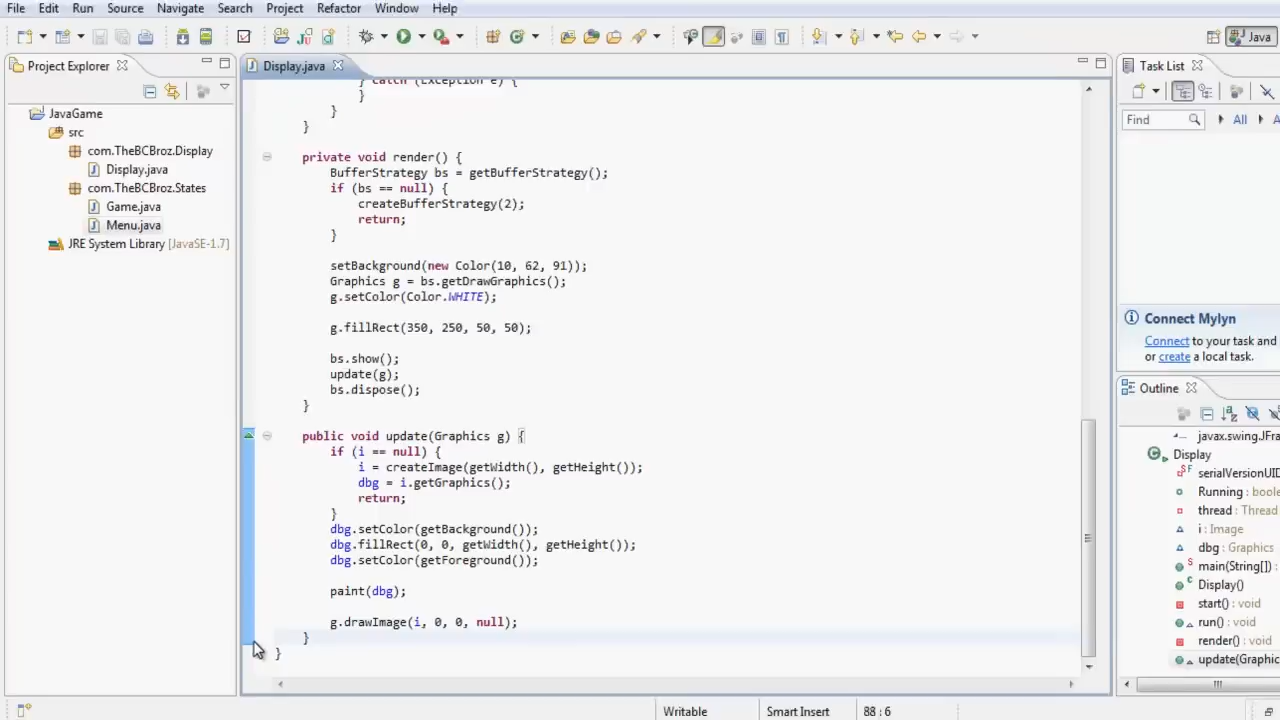 File Edit Run Source Navigate Search Project Refactor Window Help
Java
Project Explorer
Display.java
Task List
JavaGame
src
com.TheBCBroz.Display
Display.java
com.TheBCBroz.States
Game.java
Menu.java
JRE System Library [JavaSE-1.7]
} catch (Exception e) {
}
}
}
private void render() {
BufferStrategy bs = getBufferStrategy();
if (bs == null) {
createBufferStrategy(2);
return;
}
setBackground(new Color(10, 62, 91));
Graphics g = bs.getDrawGraphics();
g.setColor(Color.WHITE);
g.fillRect(350, 250, 50, 50);
bs.show();
update(g);
bs.dispose();
}
public void update(Graphics g) {
if (i == null) {
i = createImage(getWidth(), getHeight());
dbg = i.getGraphics();
return;
}
dbg.setColor(getBackground());
dbg.fillRect(0, 0, getWidth(), getHeight());
dbg.setColor(getForeground());
paint(dbg);
g.drawImage(i, 0, 0, null);
}
}
Find All A
Connect Mylyn
Connect to your task and
or create a local task.
Outline
javax.swing.JFra
Display
serialVersionUID
Running : boole
thread : Thread
i : Image
dbg : Graphics
main(String[]) :
Display()
start() : void
run() : void
render() : void
update(Graphic
Writable Smart Insert 88 : 6